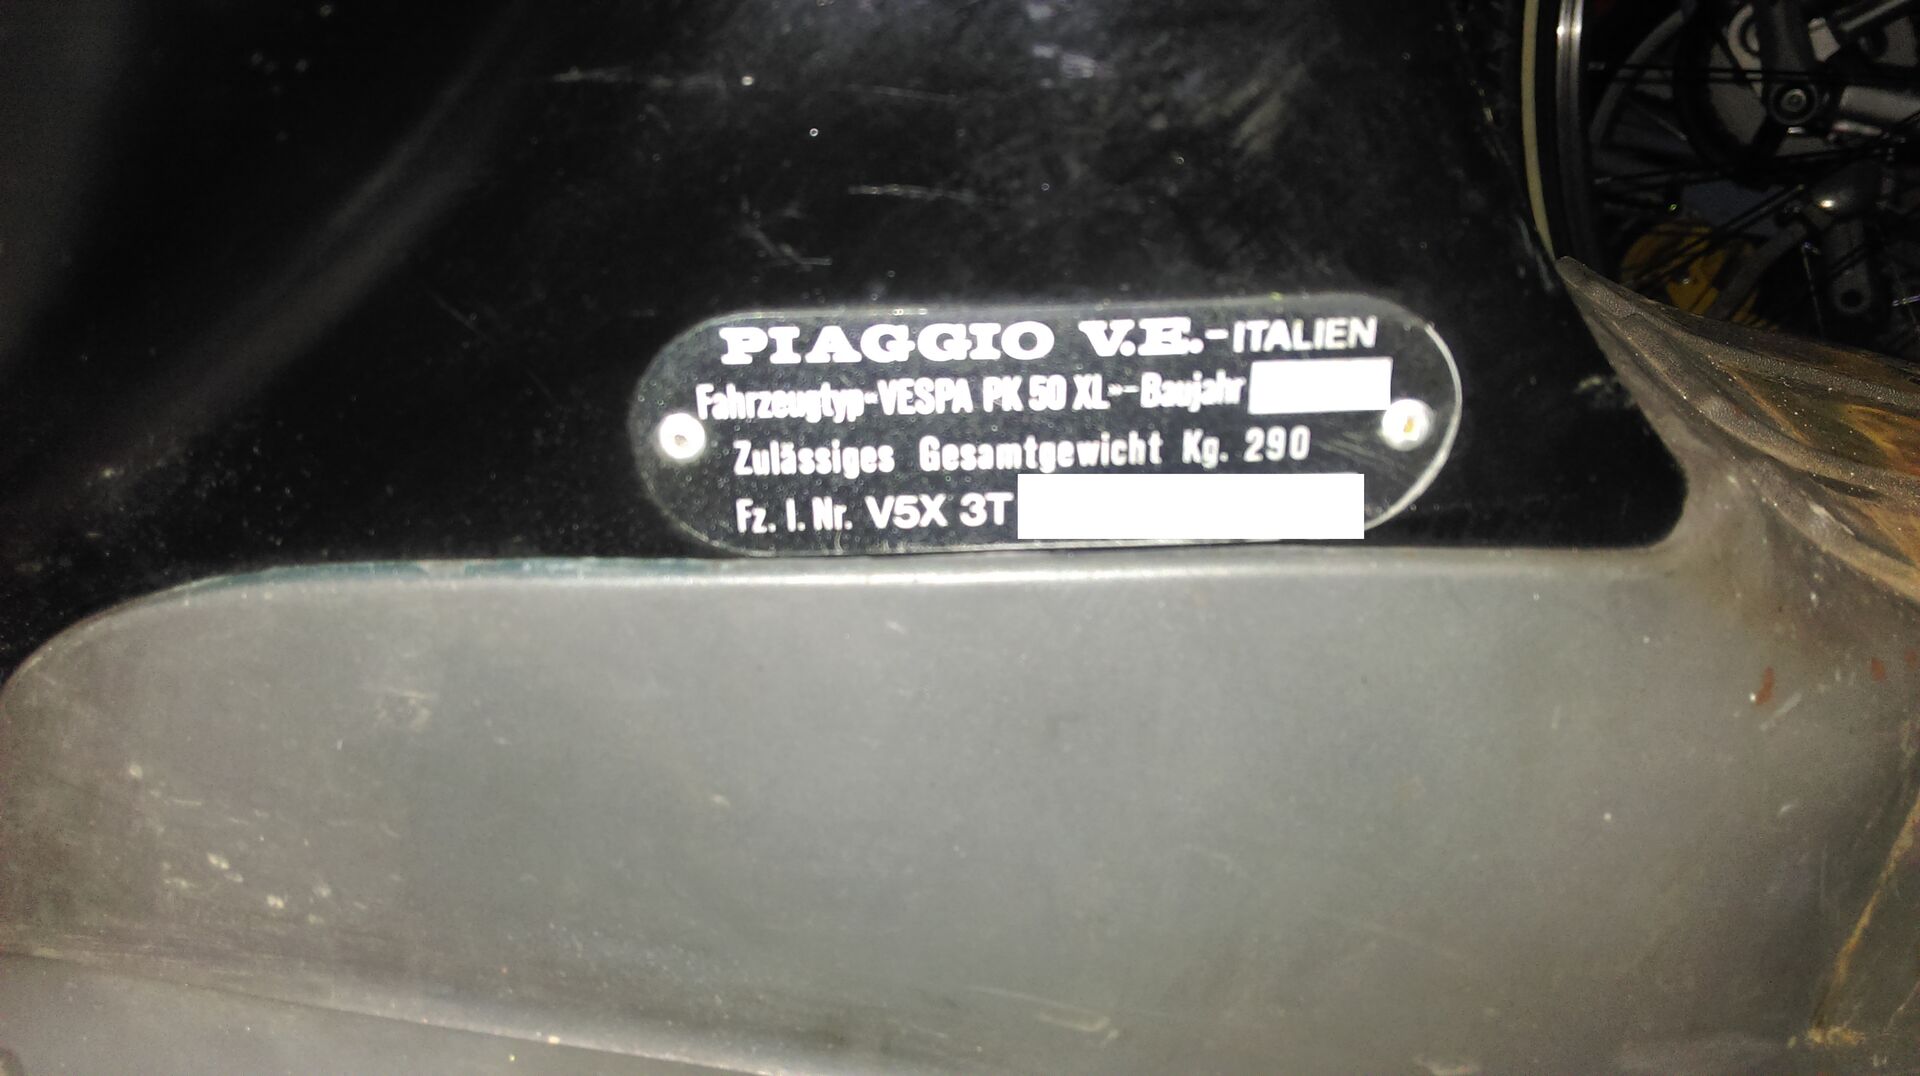 PIAGGIO V.E.-ITALIEN
Fahrzeugtyp-VESPA PK 50 XL--Baujahr
Zulässiges Gesamtgewicht Kg. 290
Fz. I. Nr. V5X 3T